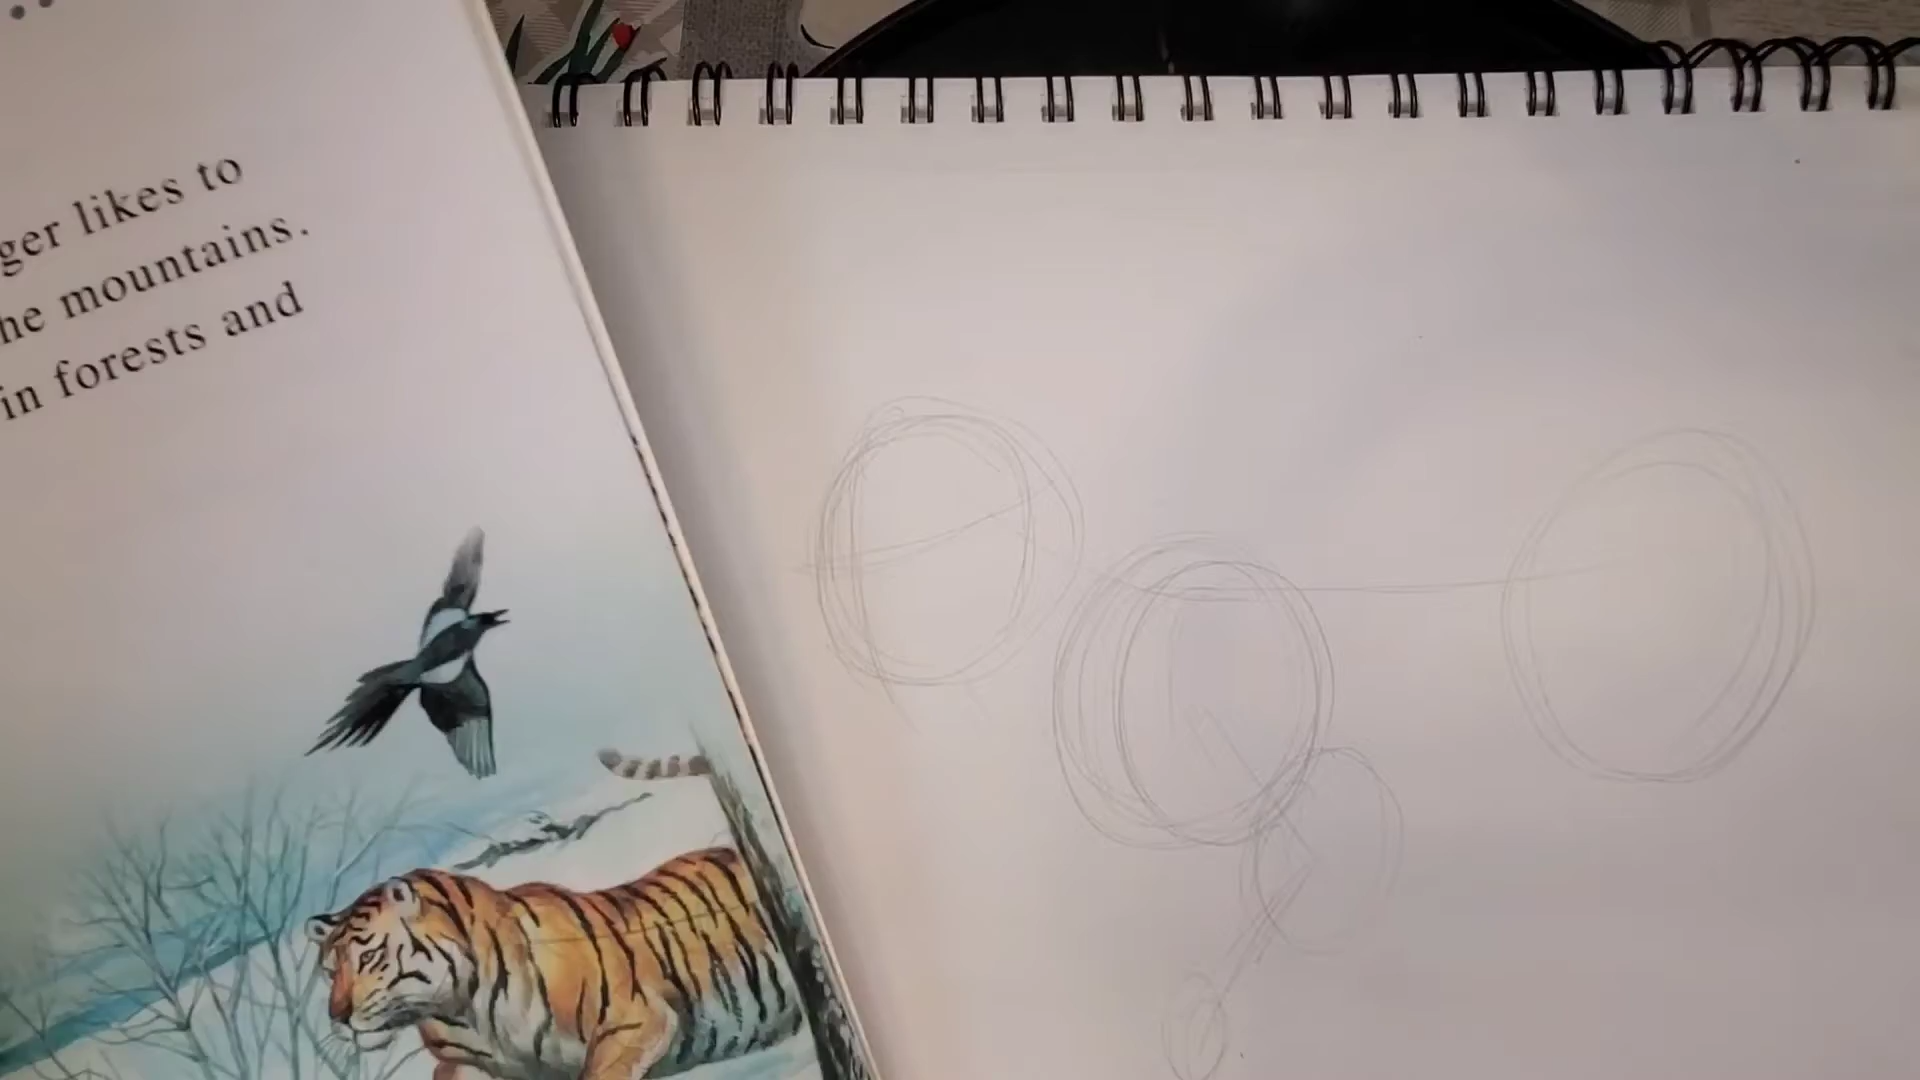 ger likes to
he mountains.
in forests and